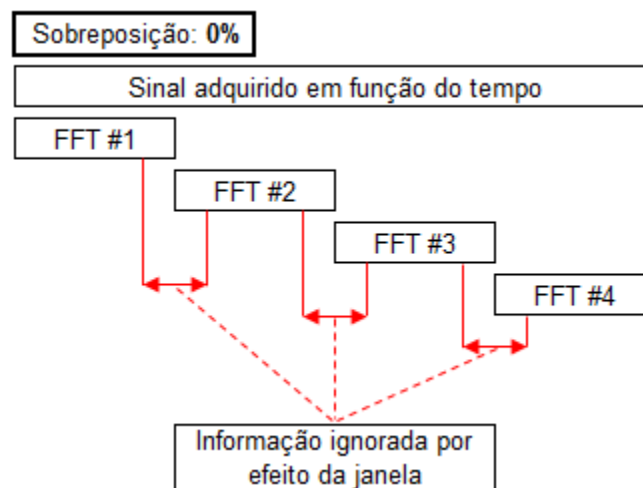 Sobreposição: 0%
Sinal adquirido em função do tempo
FFT #1
FFT #2
FFT #3
FFT #4
Informação ignorada por
efeito da janela